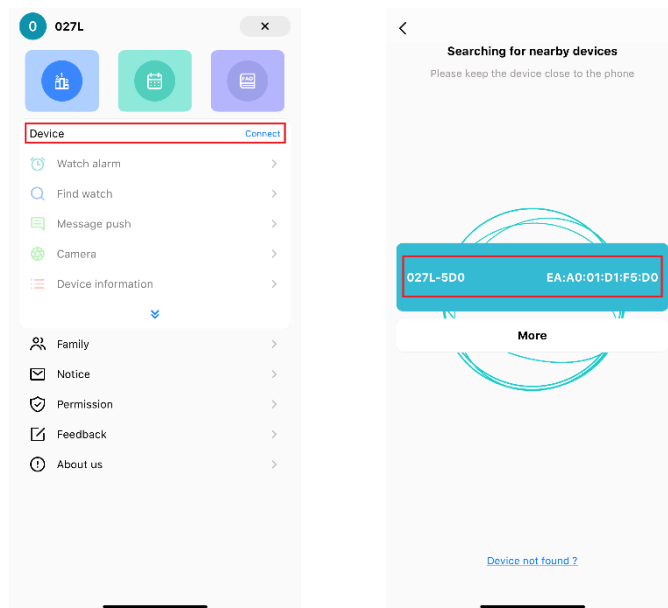 0 027L
FAQ
Device Connect
Watch alarm
Find watch
Message push
Camera
Device information
Family
Notice
Permission
Feedback
About us
Searching for nearby devices
Please keep the device close to the phone
027L-5D0 EA:A0:01:D1:F5:D0
More
Device not found ?